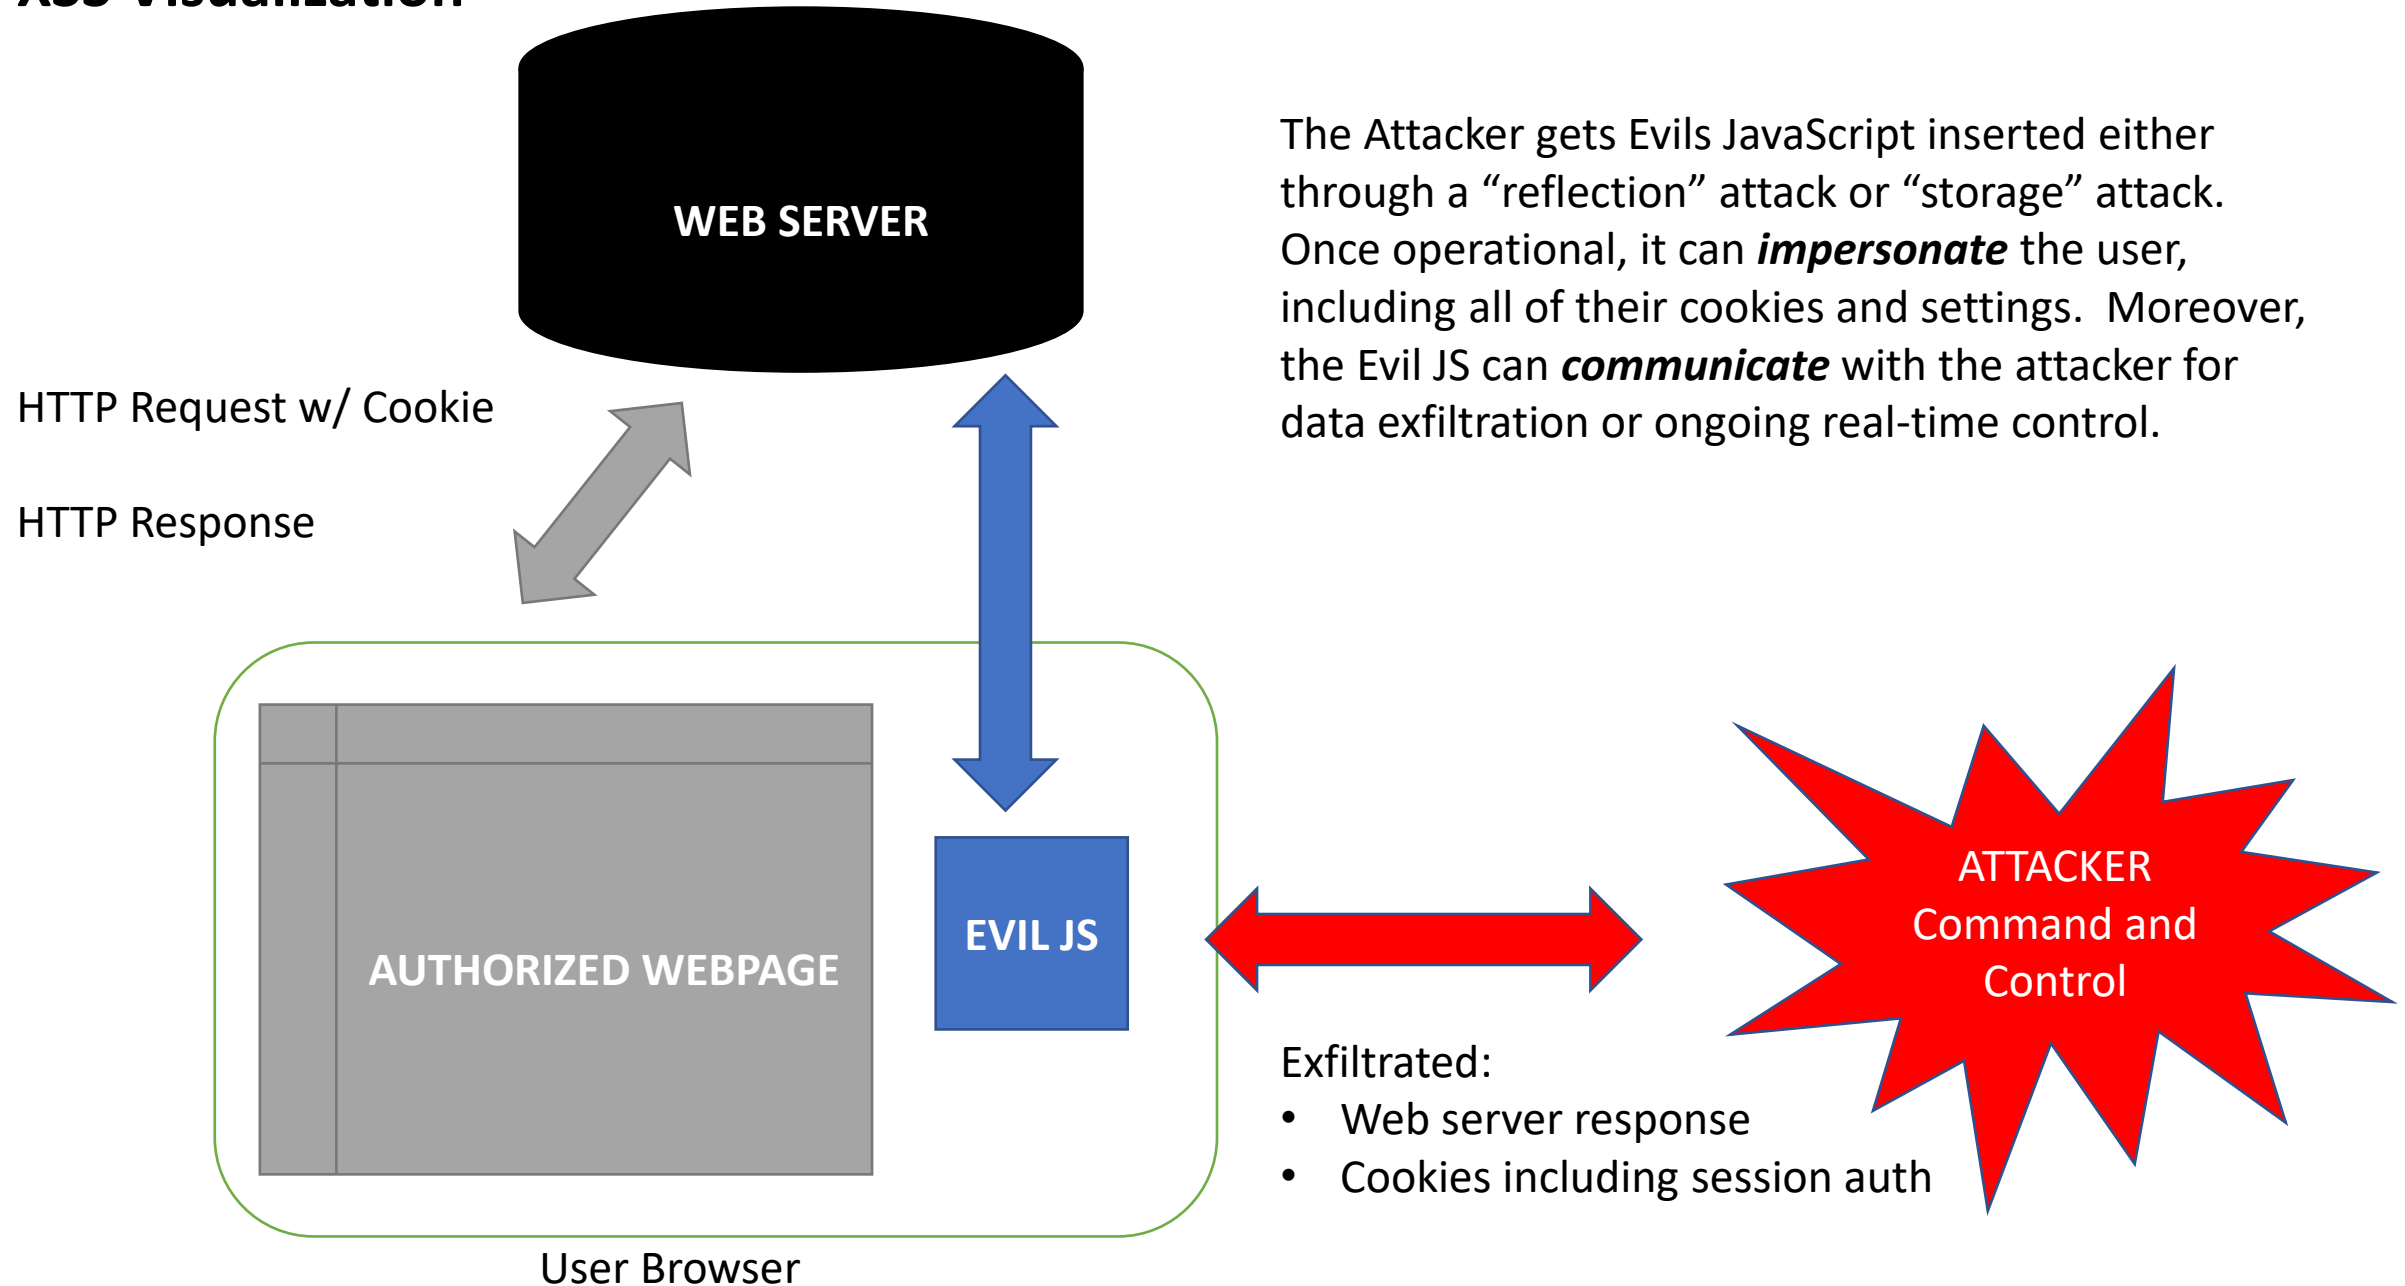 XSS Visualization
WEB SERVER
The Attacker gets Evils JavaScript inserted either
through a “reflection” attack or “storage” attack.
Once operational, it can impersonate the user,
including all of their cookies and settings.  Moreover,
the Evil JS can communicate with the attacker for
data exfiltration or ongoing real-time control.
HTTP Request w/ Cookie
HTTP Response
AUTHORIZED WEBPAGE
EVIL JS
ATTACKER
Command and
Control
Exfiltrated:
• Web server response
• Cookies including session auth
User Browser